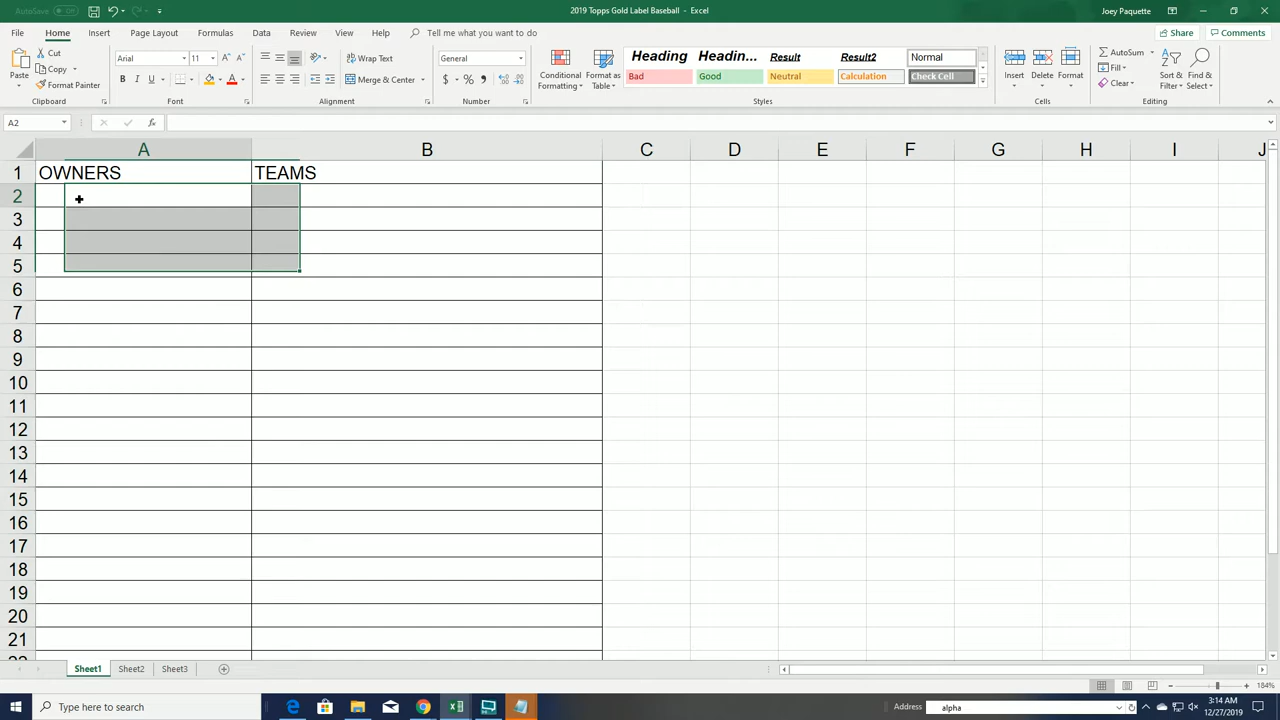 AutoSave Off 2019 Topps Gold Label Baseball - Excel Joey Paquette
File Home Insert Page Layout Formulas Data Review View Help Tell me what you want to do Share Comments
Paste Cut Copy Format Painter Clipboard
Arial 11 A A B I U A Font
Wrap Text Merge & Center Alignment
General $ % , Number
Conditional Formatting Format as Table
Heading Headin... Result Result2 Normal
Bad Good Neutral Calculation Check Cell
Styles
Insert Delete Format Cells
AutoSum Fill Clear Sort & Filter Find & Select Editing
A2 fx
A B C D E F G H I J
1 OWNERS TEAMS
2
3
4
5
6
7
8
9
10
11
12
13
14
15
16
17
18
19
20
21
22
Sheet1 Sheet2 Sheet3
184%
Type here to search Address alpha 3:14 AM
12/27/2019